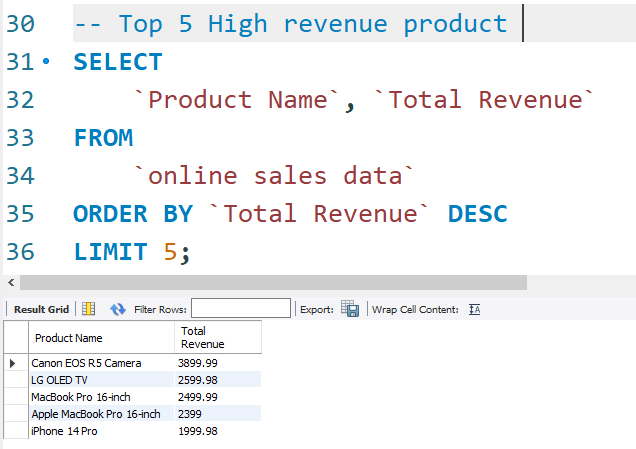 30 -- Top 5 High revenue product
31 SELECT
32 `Product Name`, `Total Revenue`
33 FROM
34 `online sales data`
35 ORDER BY `Total Revenue` DESC
36 LIMIT 5;
Result Grid Filter Rows: Export: Wrap Cell Content:
Product Name Total Revenue
Canon EOS R5 Camera 3899.99
LG OLED TV 2599.98
MacBook Pro 16-inch 2499.99
Apple MacBook Pro 16-inch 2399
iPhone 14 Pro 1999.98